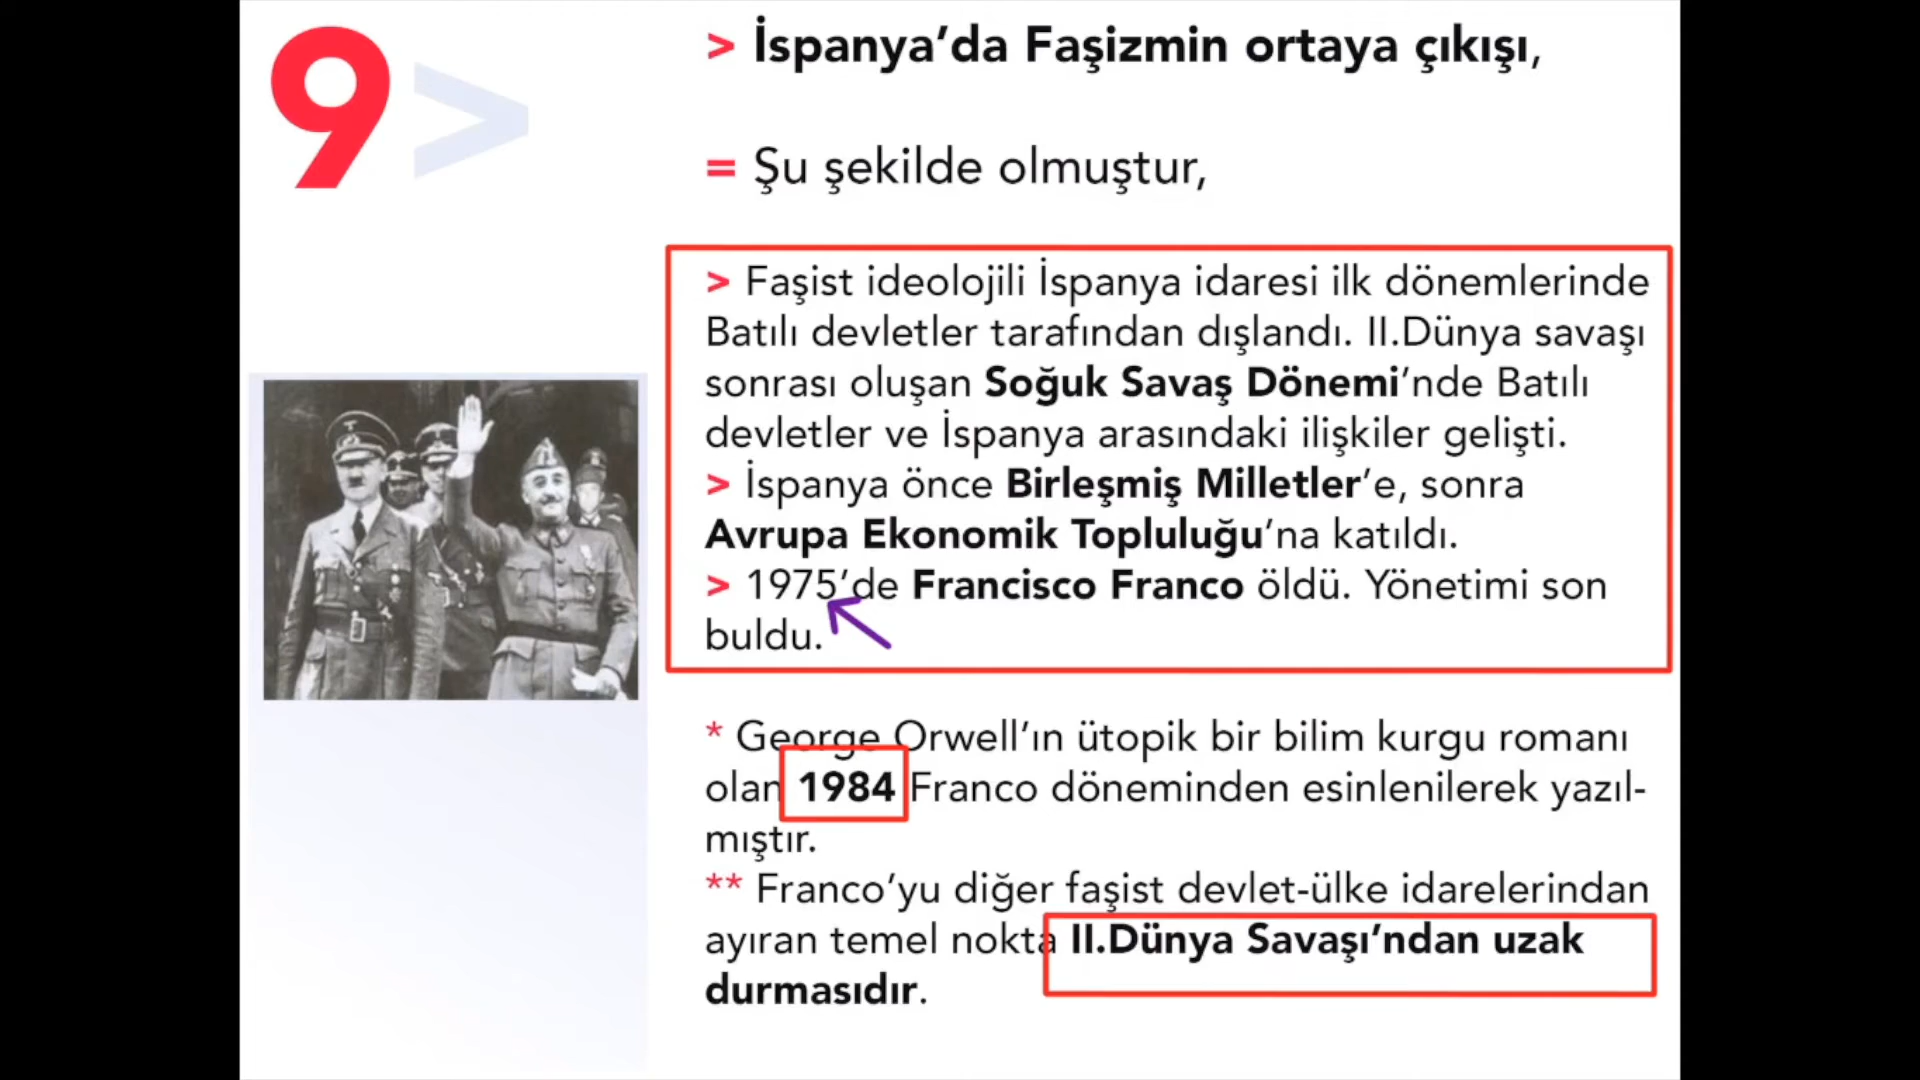 9>
> İspanya’da Faşizmin ortaya çıkışı,
= Şu şekilde olmuştur,
> Faşist ideolojili İspanya idaresi ilk dönemlerinde
Batılı devletler tarafından dışlandı. II.Dünya savaşı
sonrası oluşan Soğuk Savaş Dönemi’nde Batılı
devletler ve İspanya arasındaki ilişkiler gelişti.
> İspanya önce Birleşmiş Milletler’e, sonra
Avrupa Ekonomik Topluluğu’na katıldı.
> 1975’de Francisco Franco öldü. Yönetimi son
buldu.
* George Orwell’ın ütopik bir bilim kurgu romanı
olan 1984 Franco döneminden esinlenilerek yazıl-
mıştır.
** Franco’yu diğer faşist devlet-ülke idarelerindan
ayıran temel nokta II.Dünya Savaşı’ndan uzak
durmasıdır.